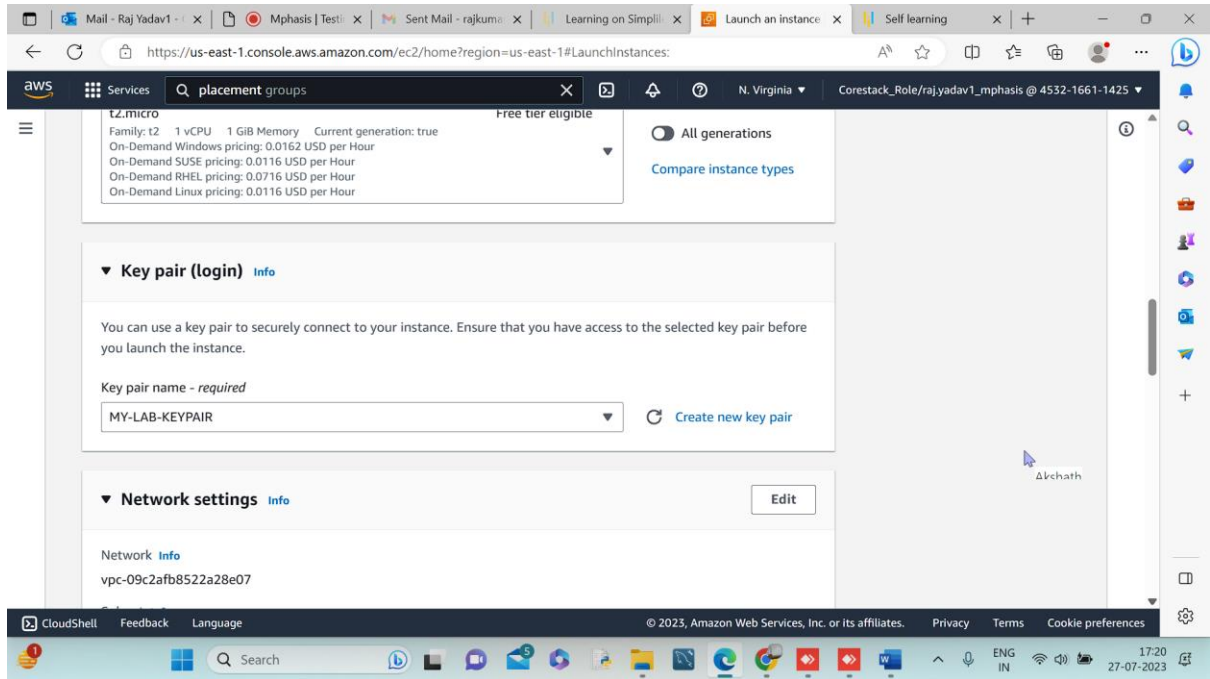 Mail - Raj Yadav1 - Mphasis | Testi Sent Mail - rajkuma Learning on Simplil Launch an instance Self learning
https://us-east-1.console.aws.amazon.com/ec2/home?region=us-east-1#LaunchInstances:
aws Services placement groups N. Virginia Corestack_Role/raj.yadav1_mphasis @ 4532-1661-1425
t2.micro Free tier eligible
Family: t2 1 vCPU 1 GiB Memory Current generation: true
On-Demand Windows pricing: 0.0162 USD per Hour
On-Demand SUSE pricing: 0.0116 USD per Hour
On-Demand RHEL pricing: 0.0716 USD per Hour
On-Demand Linux pricing: 0.0116 USD per Hour
All generations
Compare instance types
Key pair (login) Info
You can use a key pair to securely connect to your instance. Ensure that you have access to the selected key pair before
you launch the instance.
Key pair name - required
MY-LAB-KEYPAIR Create new key pair
Akshath
Network settings Info Edit
Network Info
vpc-09c2afb8522a28e07
CloudShell Feedback Language © 2023, Amazon Web Services, Inc. or its affiliates. Privacy Terms Cookie preferences
1 Search 5 ENG 17:20
IN 27-07-2023